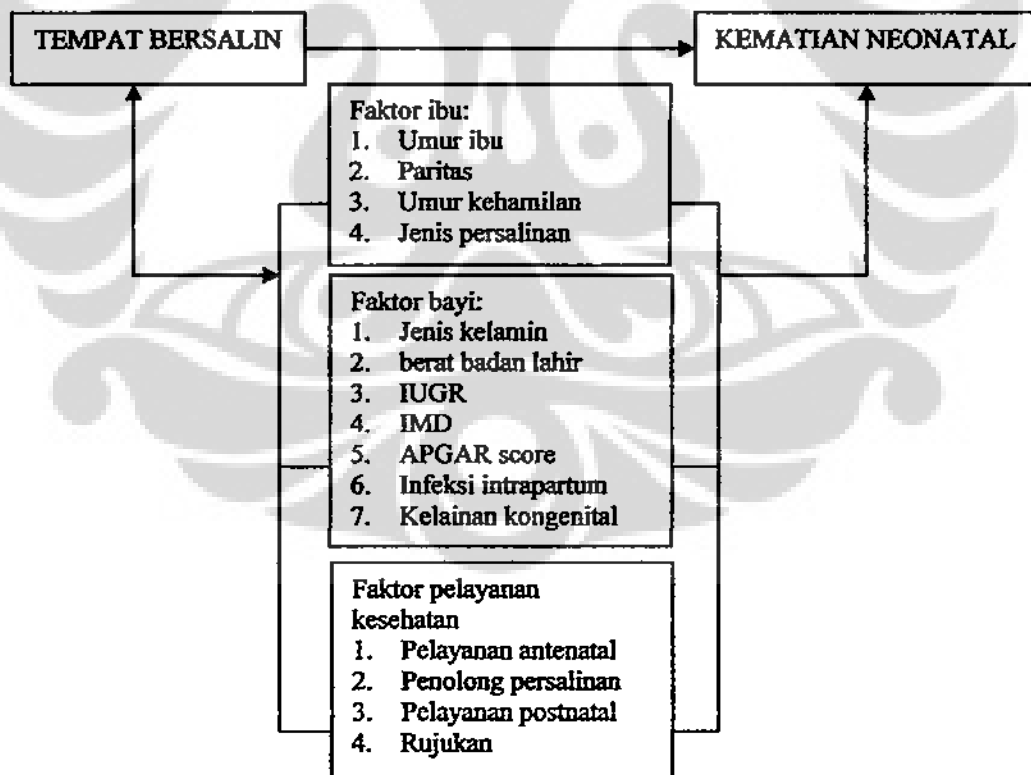 TEMPAT BERSALIN
KEMATIAN NEONATAL
Faktor ibu:
1. Umur ibu
2. Paritas
3. Umur kehamilan
4. Jenis persalinan
Faktor bayi:
1. Jenis kelamin
2. berat badan lahir
3. IUGR
4. IMD
5. APGAR score
6. Infeksi intrapartum
7. Kelainan kongenital
Faktor pelayanan
kesehatan
1. Pelayanan antenatal
2. Penolong persalinan
3. Pelayanan postnatal
4. Rujukan